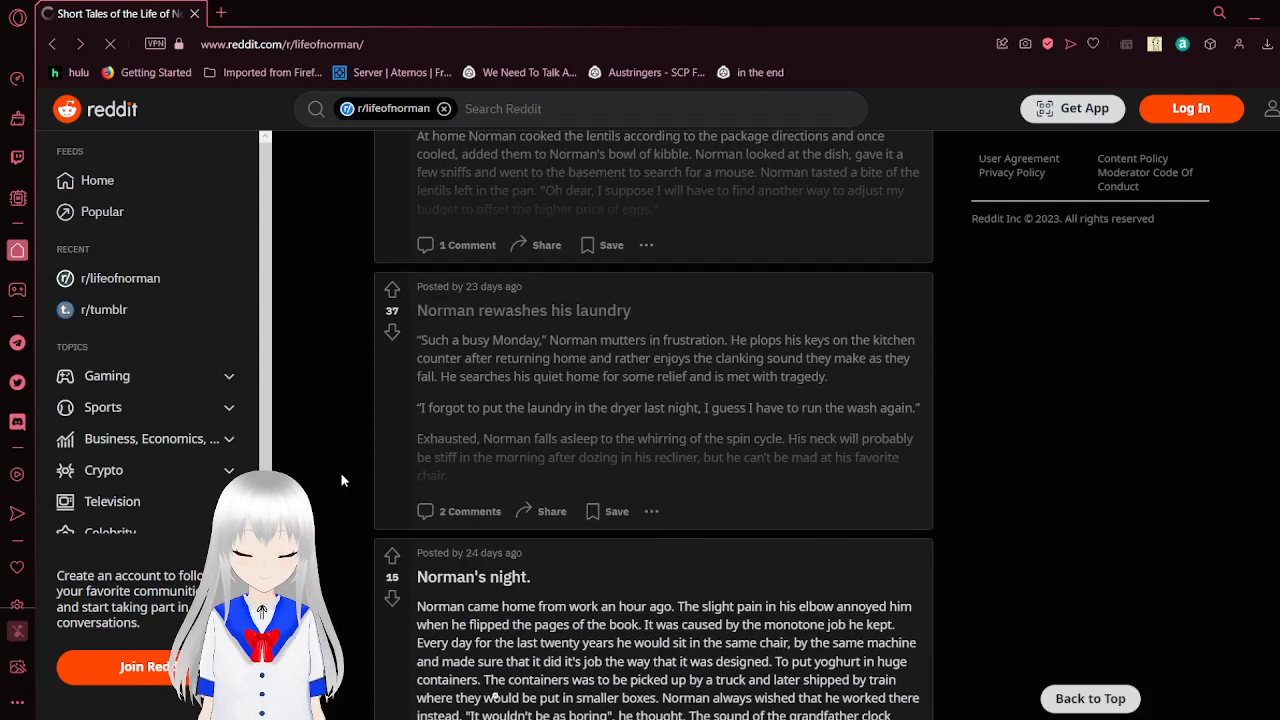 Short Tales of the Life of No
www.reddit.com/r/lifeofnorman/
VPN
h hulu
Getting Started
Imported from Firef...
Server | Aternos | Fr...
We Need To Talk A...
Austringers - SCP F...
in the end
reddit
r/lifeofnorman
Search Reddit
Get App
Log In
FEEDS
Home
Popular
RECENT
r/lifeofnorman
r/tumblr
TOPICS
Gaming
Sports
Business, Economics, ...
Crypto
Television
Celebrity
Create an account to follo
your favorite communiti
and start taking part in
conversations.
Join Red
At home Norman cooked the lentils according to the package directions and once
cooled, added them to Norman's bowl of kibble. Norman looked at the dish, gave it a
few sniffs and went to the basement to search for a mouse. Norman tasted a bite of the
lentils left in the pan. "Oh dear, I suppose I will have to find another way to adjust my
budget to offset the higher price of eggs."
1 Comment
Share
Save
Posted by 23 days ago
37
Norman rewashes his laundry
“Such a busy Monday,” Norman mutters in frustration. He plops his keys on the kitchen
counter after returning home and rather enjoys the clanking sound they make as they
fall. He searches his quiet home for some relief and is met with tragedy.
“I forgot to put the laundry in the dryer last night, I guess I have to run the wash again.”
Exhausted, Norman falls asleep to the whirring of the spin cycle. His neck will probably
be stiff in the morning after dozing in his recliner, but he can't be mad at his favorite
chair.
2 Comments
Share
Save
Posted by 24 days ago
15
Norman's night.
Norman came home from work an hour ago. The slight pain in his elbow annoyed him
when he flipped the pages of the book. It was caused by the monotone job he kept.
Every day for the last twenty years he would sit in the same chair, by the same machine
and made sure that it did it's job the way that it was designed. To put yoghurt in huge
containers. The containers was to be picked up by a truck and later shipped by train
where they would be put in smaller boxes. Norman always wished that he worked there
instead. "It wouldn't be as boring", he thought. The sound of the grandfather clock
User Agreement
Privacy Policy
Content Policy
Moderator Code Of
Conduct
Reddit Inc © 2023. All rights reserved
Back to Top